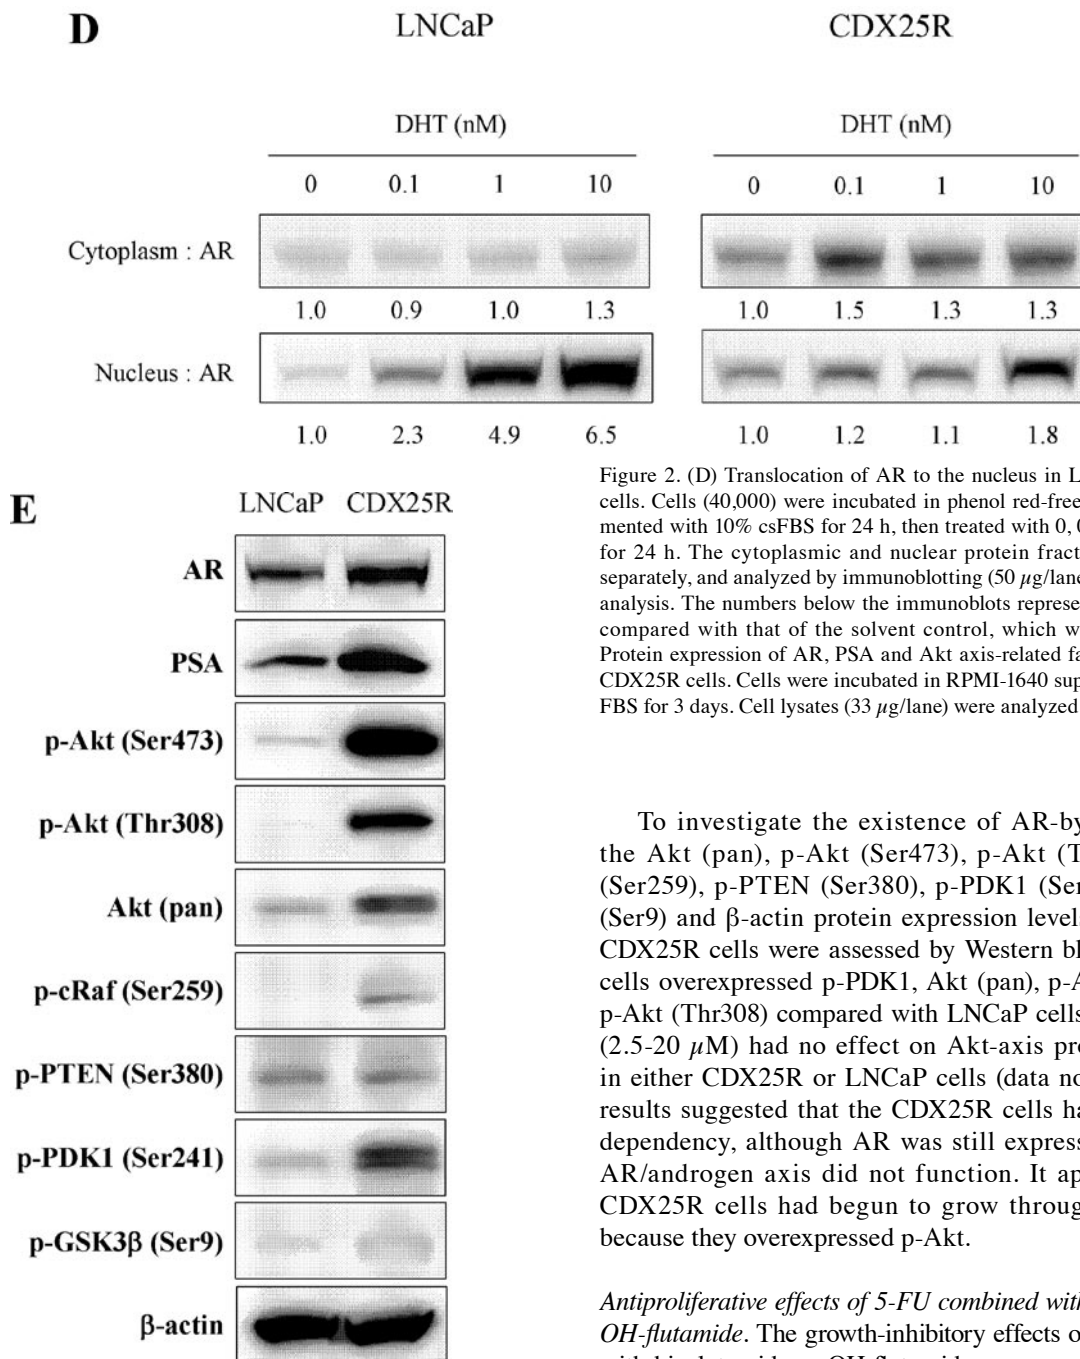 D
LNCaP CDX25R
DHT (nM) DHT (nM)
0 0.1 1 10 0 0.1 1 10
Cytoplasm : AR
1.0 0.9 1.0 1.3 1.0 1.5 1.3 1.3
Nucleus : AR
1.0 2.3 4.9 6.5 1.0 1.2 1.1 1.8
E
LNCaP CDX25R
AR
PSA
p-Akt (Ser473)
p-Akt (Thr308)
Akt (pan)
p-cRaf (Ser259)
p-PTEN (Ser380)
p-PDK1 (Ser241)
p-GSK3β (Ser9)
β-actin
Figure 2. (D) Translocation of AR to the nucleus in L
cells. Cells (40,000) were incubated in phenol red-free
mented with 10% csFBS for 24 h, then treated with 0, 0
for 24 h. The cytoplasmic and nuclear protein fract
separately, and analyzed by immunoblotting (50 µg/lane
analysis. The numbers below the immunoblots represe
compared with that of the solvent control, which w
Protein expression of AR, PSA and Akt axis-related fa
CDX25R cells. Cells were incubated in RPMI-1640 sup
FBS for 3 days. Cell lysates (33 µg/lane) were analyzed
To investigate the existence of AR-by
the Akt (pan), p-Akt (Ser473), p-Akt (T
(Ser259), p-PTEN (Ser380), p-PDK1 (Ser
(Ser9) and β-actin protein expression levels
CDX25R cells were assessed by Western bl
cells overexpressed p-PDK1, Akt (pan), p-A
p-Akt (Thr308) compared with LNCaP cells
(2.5-20 µM) had no effect on Akt-axis pro
in either CDX25R or LNCaP cells (data no
results suggested that the CDX25R cells ha
dependency, although AR was still express
AR/androgen axis did not function. It ap
CDX25R cells had begun to grow throug
because they overexpressed p-Akt.
Antiproliferative effects of 5-FU combined with
OH-flutamide. The growth-inhibitory effects o